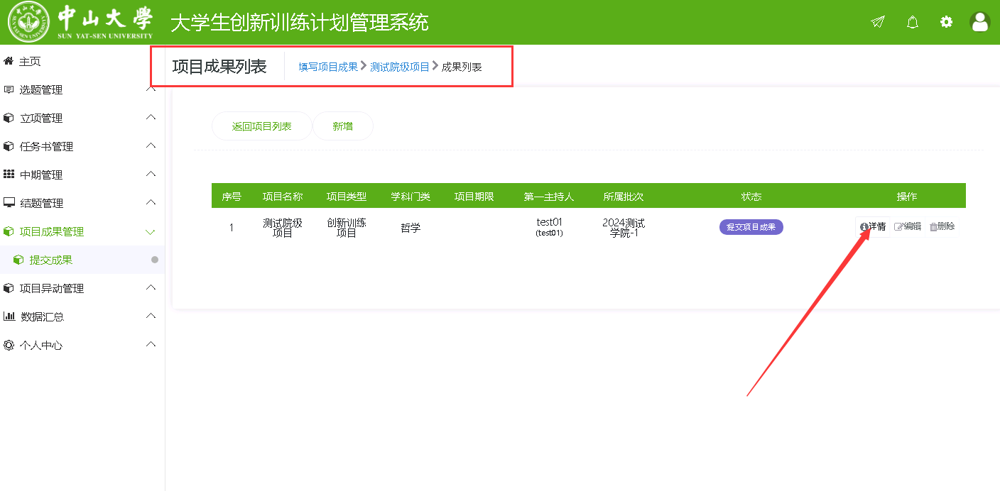 中山大学
SUN YAT-SEN UNIVERSITY
大学生创新训练计划管理系统
主页
选题管理
立项管理
任务书管理
中期管理
结题管理
项目成果管理
提交成果
项目异动管理
数据汇总
个人中心
项目成果列表
填写项目成果 测试院级项目 成果列表
返回项目列表 新增
序号 项目名称 项目类型 学科门类 项目期限 第一主持人 所属批次 状态 操作
1 测试院级项目 创新训练项目 哲学 test01 (test01) 2024测试学院-1 提交项目成果 详情 编辑 删除